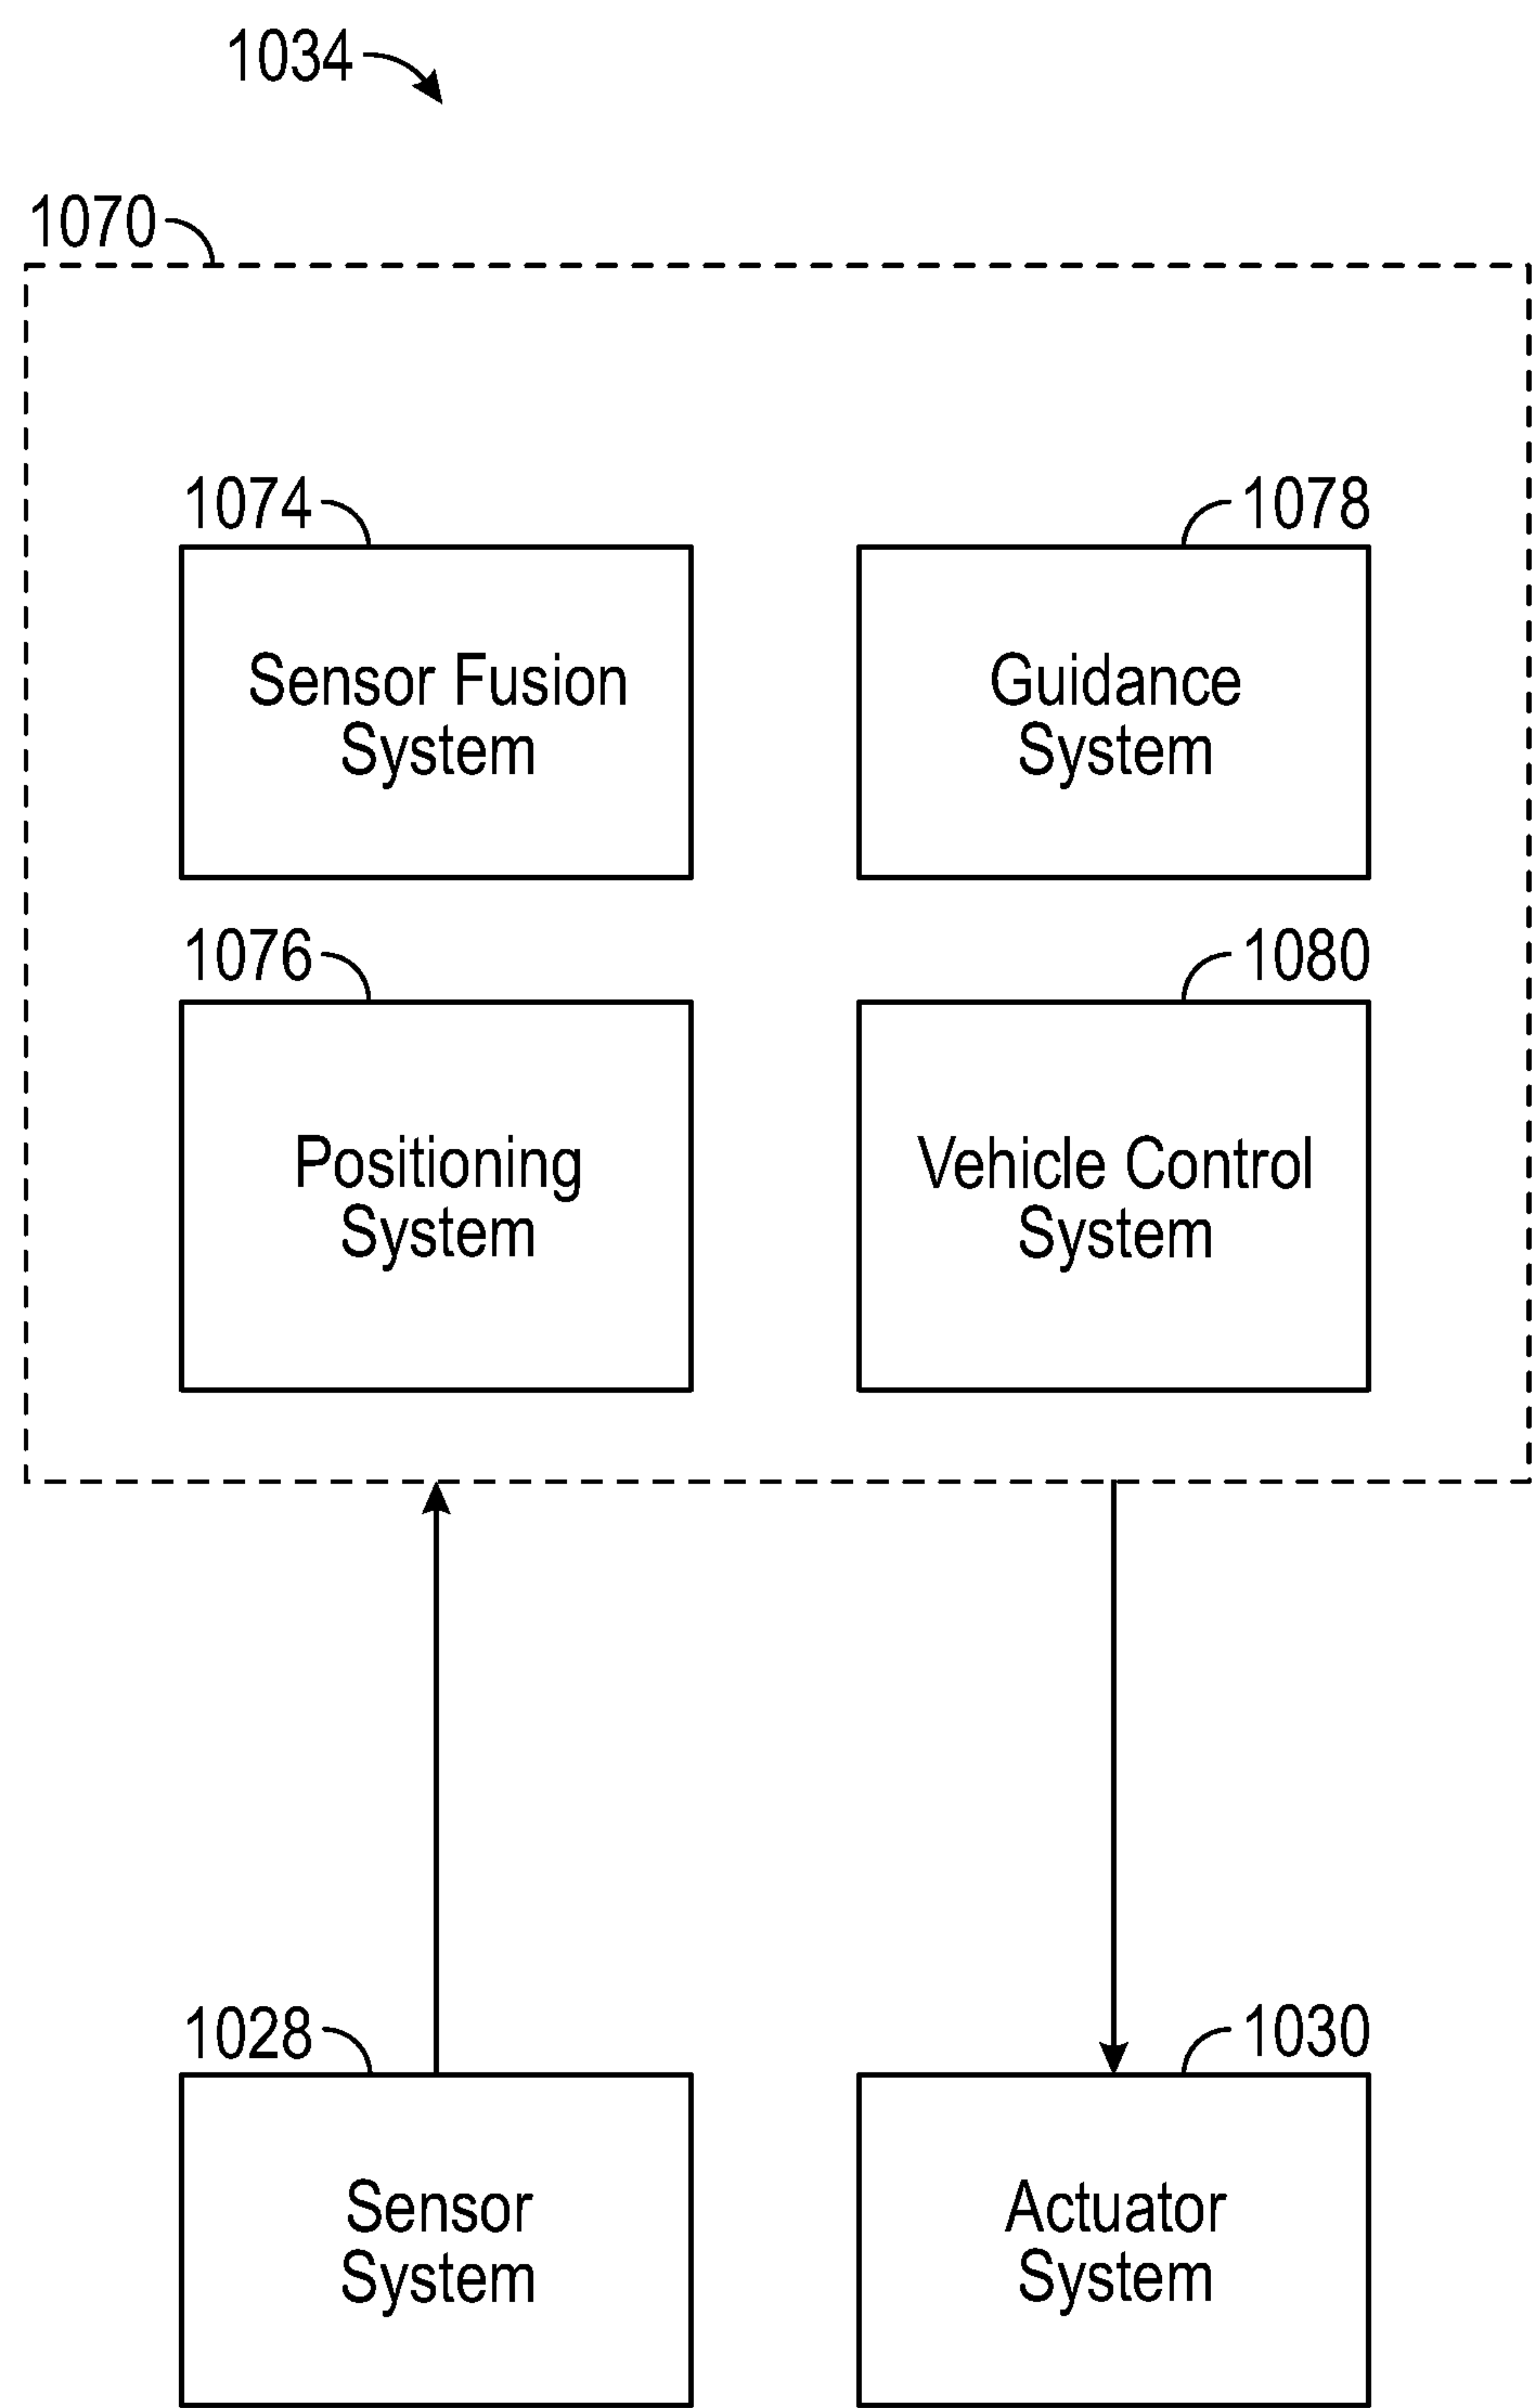 1034
1070
1074
1078
Sensor Fusion
System
Guidance
System
1076
1080
Positioning
System
Vehicle Control
System
1028
1030
Sensor
System
Actuator
System